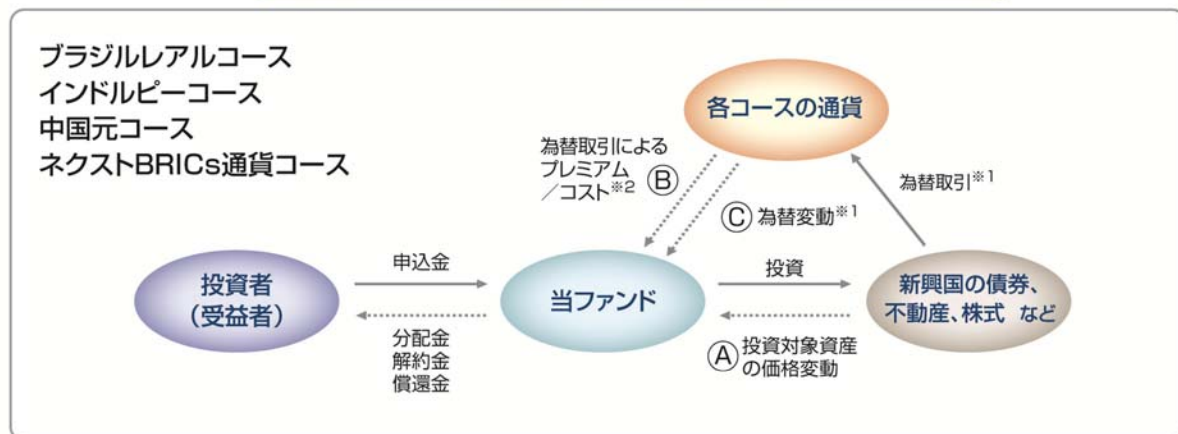 ブラジルレアルコース
インドルピーコース
中国元コース
ネクストBRICs通貨コース
各コースの通貨
為替取引による
プレミアム
／コスト※2 Ⓑ
Ⓒ 為替変動※1
為替取引※1
投資者
（受益者）
申込金
分配金
解約金
償還金
当ファンド
投資
Ⓐ 投資対象資産
の価格変動
新興国の債券、
不動産、株式 など